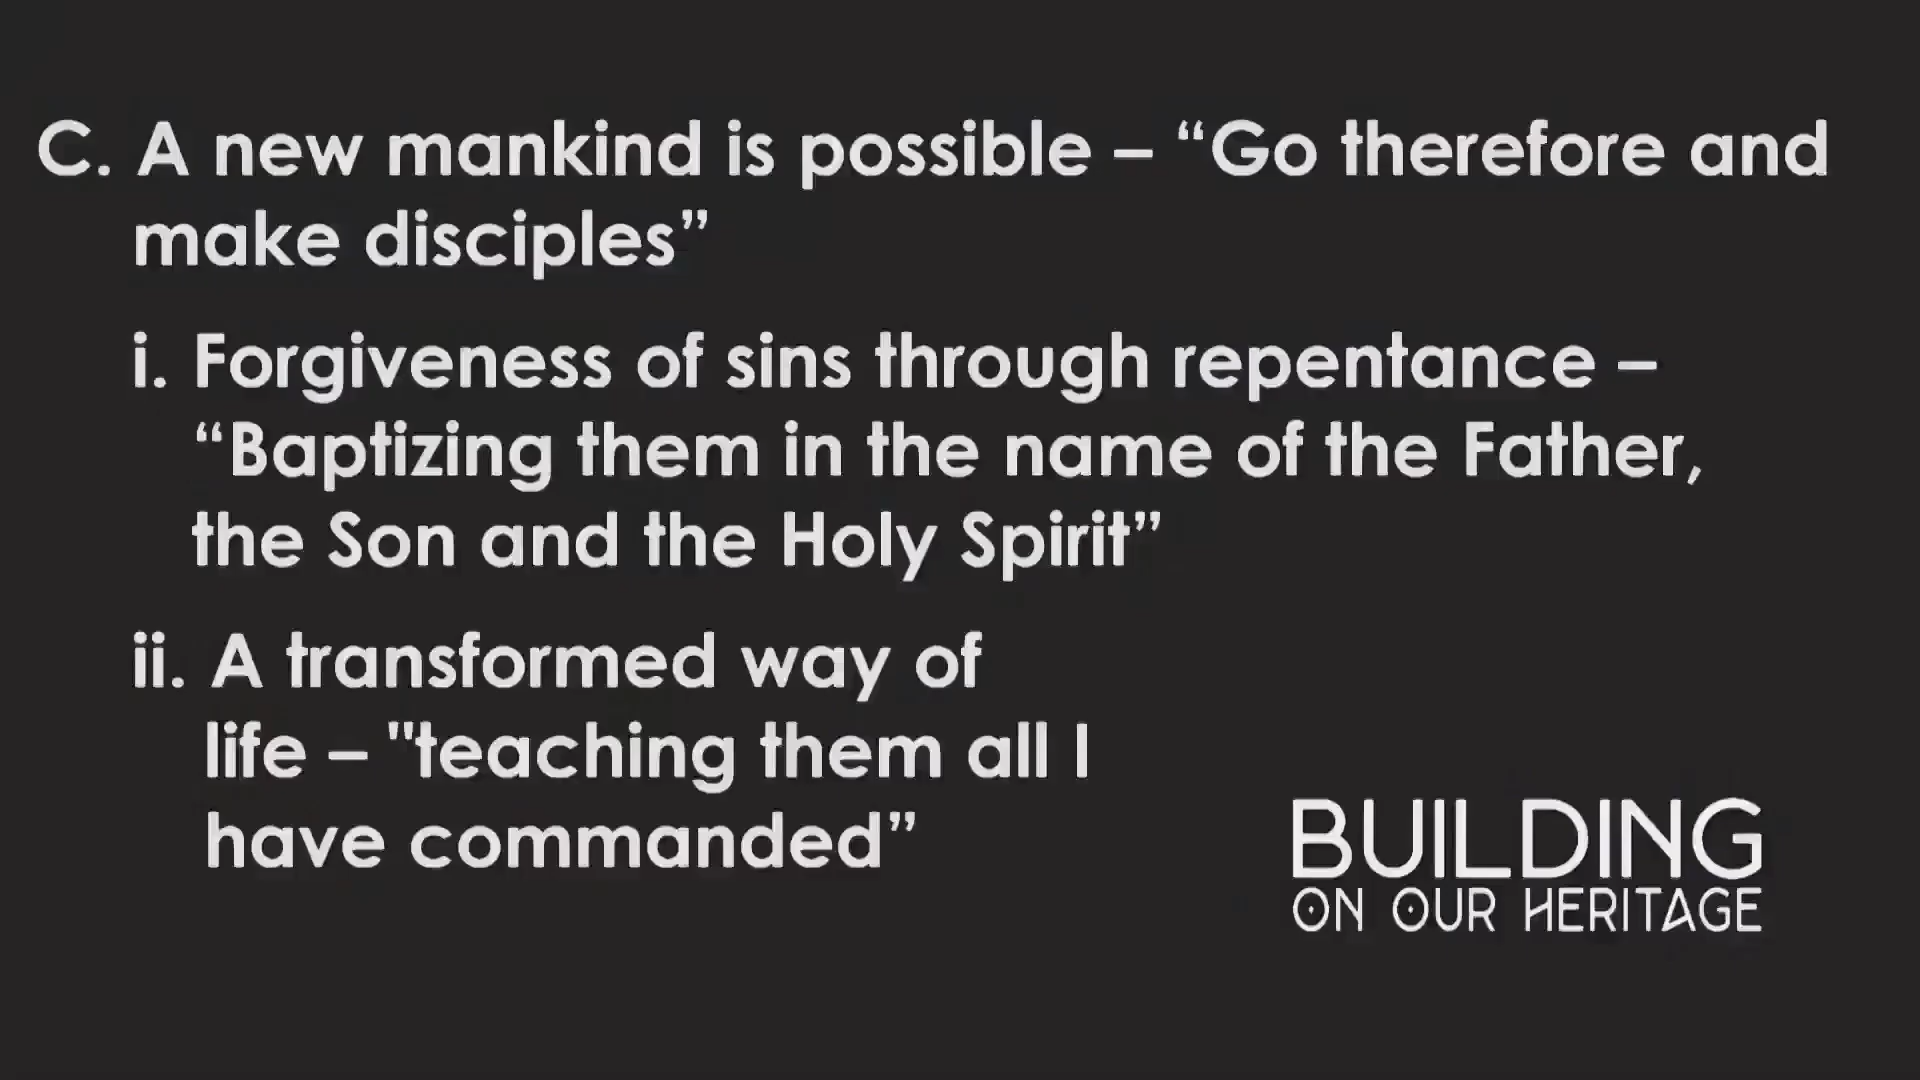 C. A new mankind is possible – “Go therefore and
make disciples”
i. Forgiveness of sins through repentance –
“Baptizing them in the name of the Father,
the Son and the Holy Spirit”
ii. A transformed way of
life – "teaching them all I
have commanded”
BUILDING
ON OUR HERITAGE